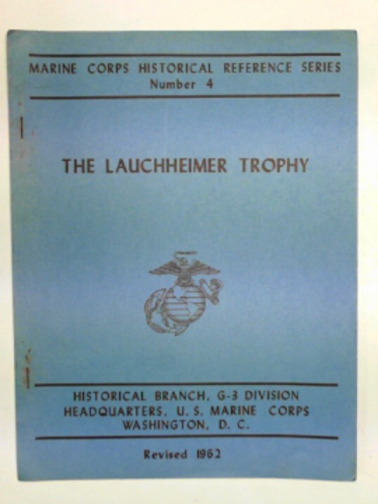 MARINE CORPS HISTORICAL REFERENCE SERIES
Number 4
THE LAUCHHEIMER TROPHY
HISTORICAL BRANCH, G-3 DIVISION
HEADQUARTERS, U.S. MARINE CORPS
WASHINGTON, D. C.
Revised 1962